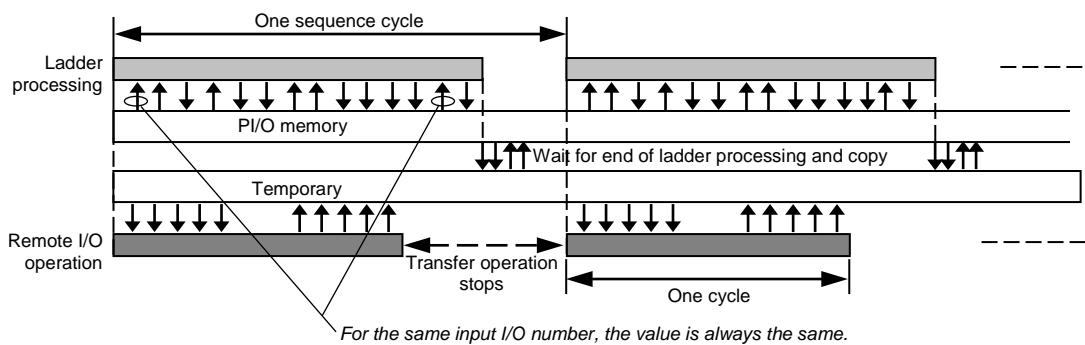 One sequence cycle
Ladder
processing
PI/O memory
Wait for end of ladder processing and copy
Temporary
Remote I/O
operation
Transfer operation
stops
One cycle
For the same input I/O number, the value is always the same.